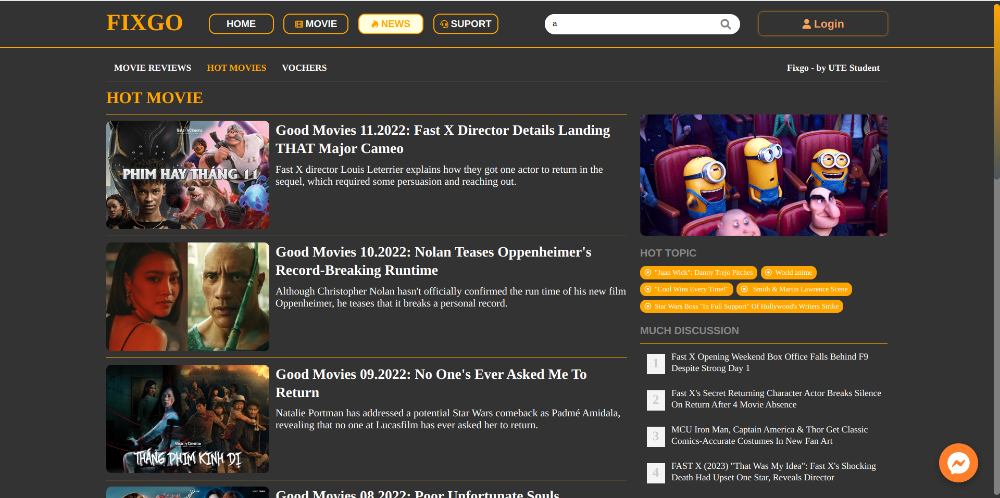 FIXGO
HOME
MOVIE
NEWS
SUPORT
a
Login
MOVIE REVIEWS
HOT MOVIES
VOCHERS
Fixgo - by UTE Student
HOT MOVIE
Galaxy Cinema
PHIM HAY THÁNG 11
Good Movies 11.2022: Fast X Director Details Landing
THAT Major Cameo
Fast X director Louis Leterrier explains how they got one actor to return in the
sequel, which required some persuasion and reaching out.
Good Movies 10.2022: Nolan Teases Oppenheimer's
Record-Breaking Runtime
Although Christopher Nolan hasn't officially confirmed the run time of his new film
Oppenheimer, he teases that it breaks a personal record.
Galaxy Cinema
THÁNG PHIM KINH DỊ
Good Movies 09.2022: No One's Ever Asked Me To
Return
Natalie Portman has addressed a potential Star Wars comeback as Padmé Amidala,
revealing that no one at Lucasfilm has ever asked her to return.
Good Movies 08.2022: Poor Unfortunate Souls
HOT TOPIC
"Juan Wick": Danny Trejo Pitches
World anime
"Cool Wins Every Time!"
Smith & Martin Lawrence Scene
Star Wars Boss "In Full Support" Of Hollywood's Writers Strike
MUCH DISCUSSION
1
Fast X Opening Weekend Box Office Falls Behind F9
Despite Strong Day 1
2
Fast X's Secret Returning Character Actor Breaks Silence
On Return After 4 Movie Absence
3
MCU Iron Man, Captain America & Thor Get Classic
Comics-Accurate Costumes In New Fan Art
4
FAST X (2023) "That Was My Idea": Fast X's Shocking
Death Had Upset One Star, Reveals Director